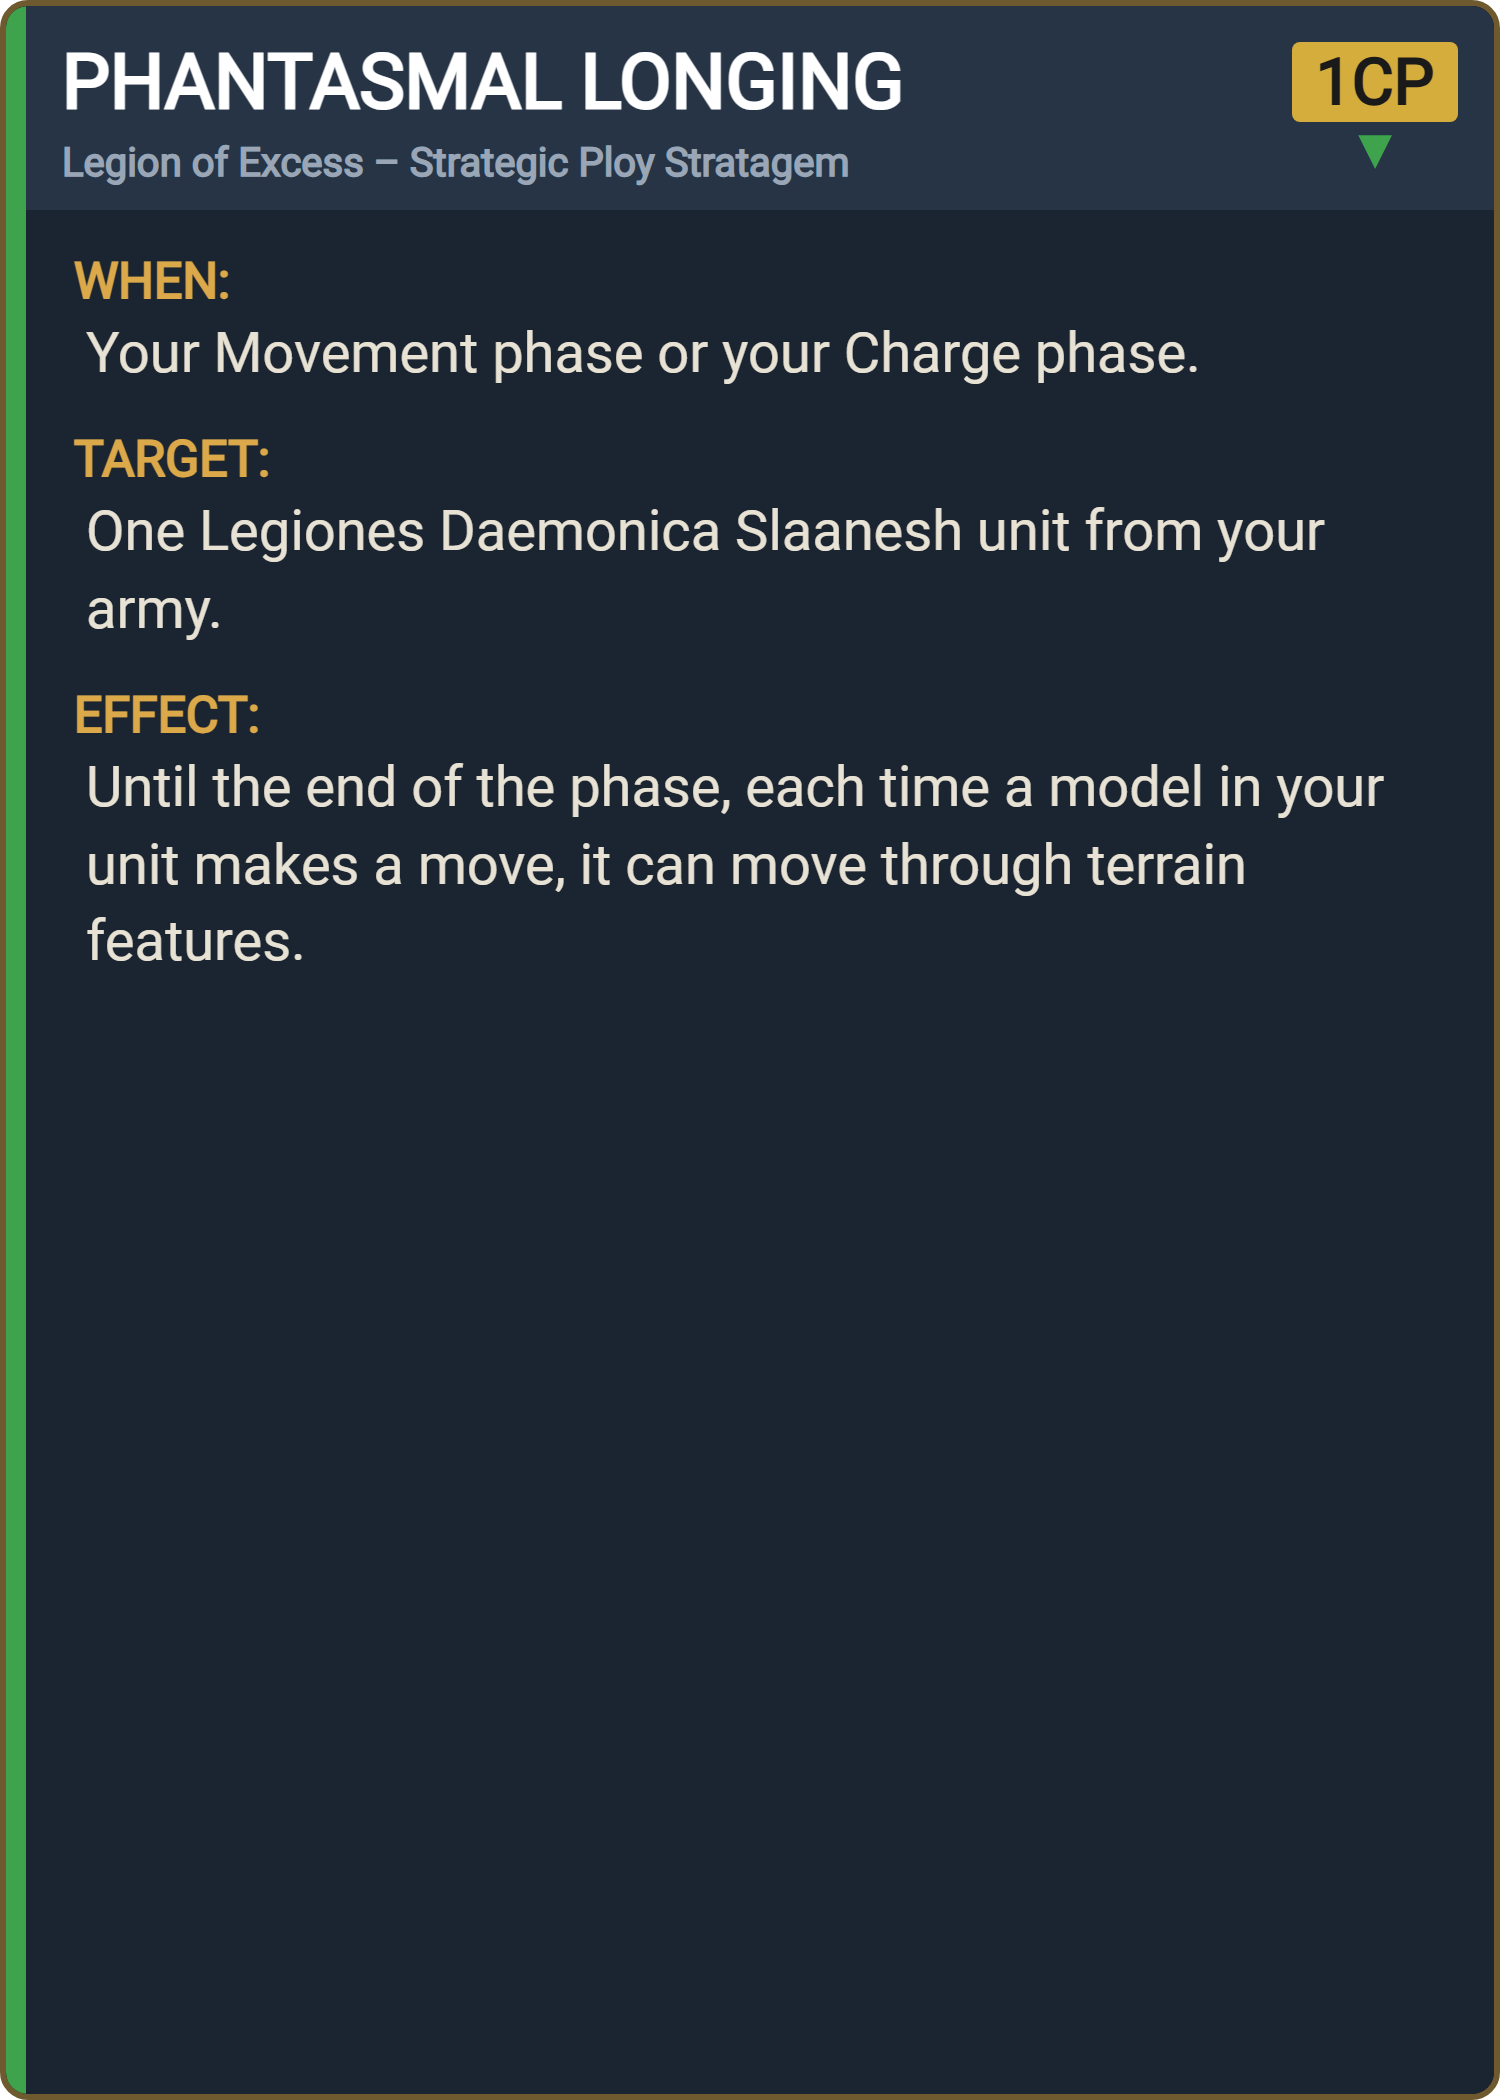 PHANTASMAL LONGING
1CP
Legion of Excess – Strategic Ploy Stratagem
WHEN:
Your Movement phase or your Charge phase.
TARGET:
One Legiones Daemonica Slaanesh unit from your
army.
EFFECT:
Until the end of the phase, each time a model in your
unit makes a move, it can move through terrain
features.